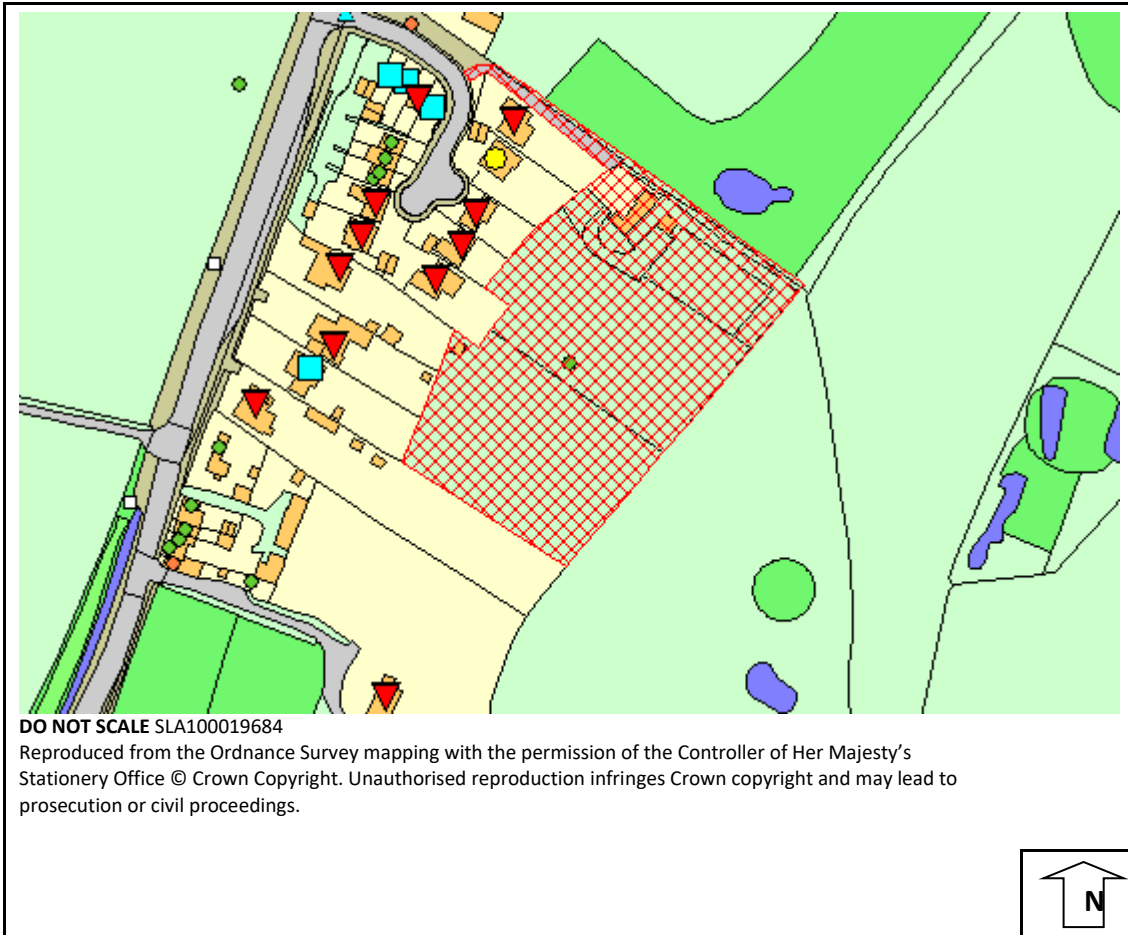 DO NOT SCALE SLA100019684
Reproduced from the Ordnance Survey mapping with the permission of the Controller of Her Majesty's
Stationery Office © Crown Copyright. Unauthorised reproduction infringes Crown copyright and may lead to
prosecution or civil proceedings.
N